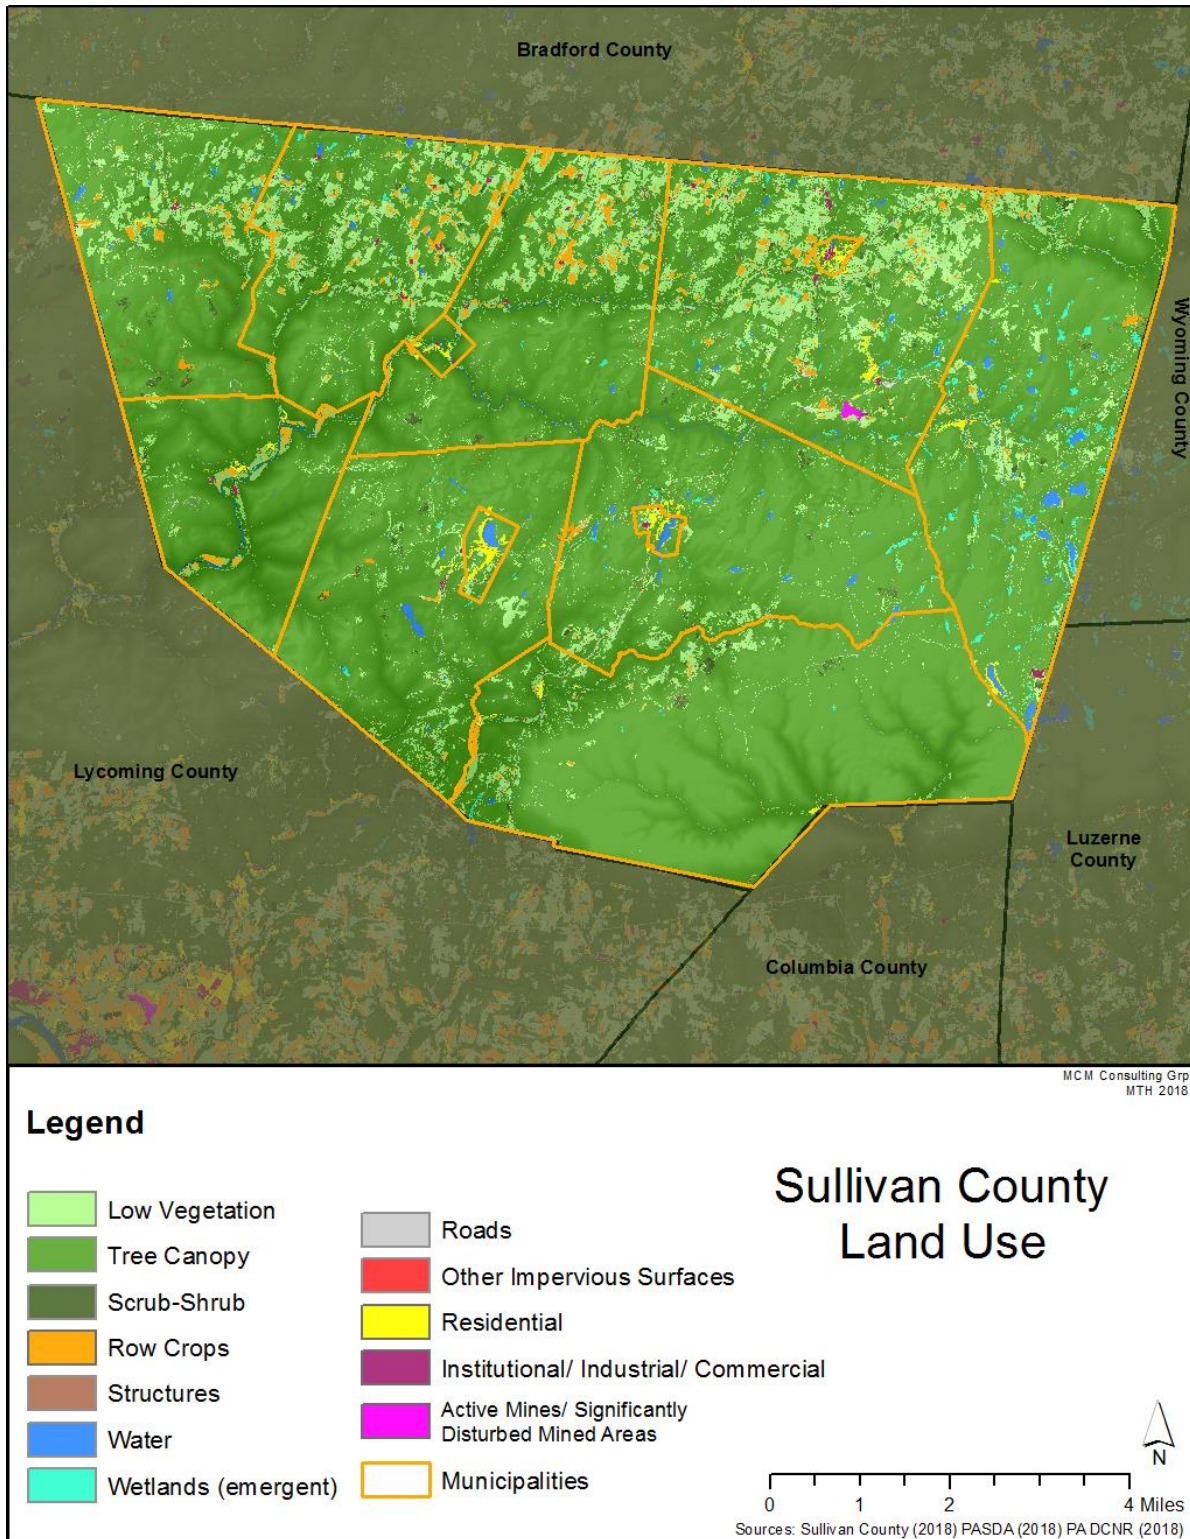 Bradford County
Wyoming County
Lycoming County
Luzerne
County
Columbia County
MCM Consulting Grp
MTH 2018
Legend
Low Vegetation
Tree Canopy
Scrub-Shrub
Row Crops
Structures
Water
Wetlands (emergent)
Roads
Other Impervious Surfaces
Residential
Institutional/ Industrial/ Commercial
Active Mines/ Significantly
Disturbed Mined Areas
Municipalities
Sullivan County
Land Use
N
0 1 2 4 Miles
Sources: Sullivan County (2018) PASDA (2018) PA DCNR (2018)